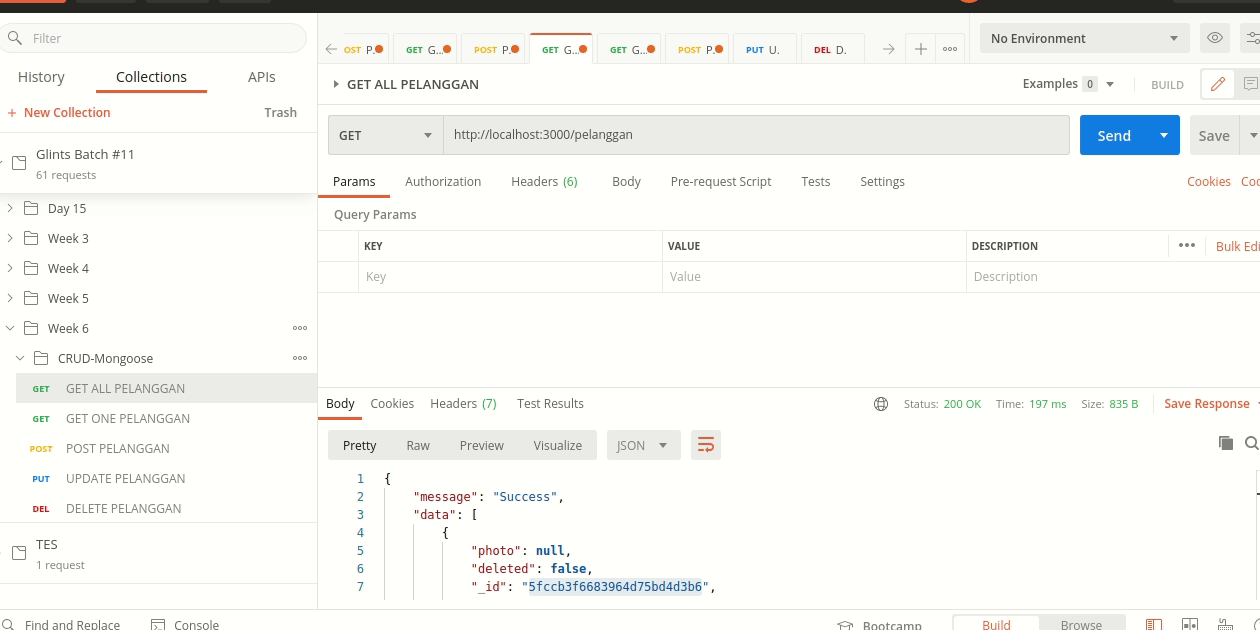 Filter
History Collections APIs
+ New Collection Trash
Glints Batch #11
61 requests
Day 15
Week 3
Week 4
Week 5
Week 6
CRUD-Mongoose
GET GET ALL PELANGGAN
GET GET ONE PELANGGAN
POST POST PELANGGAN
PUT UPDATE PELANGGAN
DEL DELETE PELANGGAN
TES
1 request
OST P. GET G... POST P. GET G... GET G... POST P. PUT U. DEL D.
No Environment
GET ALL PELANGGAN
Examples 0 BUILD
GET http://localhost:3000/pelanggan
Send Save
Params Authorization Headers (6) Body Pre-request Script Tests Settings Cookies Coo
Query Params
KEY VALUE DESCRIPTION ••• Bulk Edi
Key Value Description
Body Cookies Headers (7) Test Results Status: 200 OK Time: 197 ms Size: 835 B Save Response
Pretty Raw Preview Visualize JSON
1 {
2 "message": "Success",
3 "data": [
4 {
5 "photo": null,
6 "deleted": false,
7 "_id": "5fccb3f6683964d75bd4d3b6",
Find and Replace Console Bootcamp Build Browse